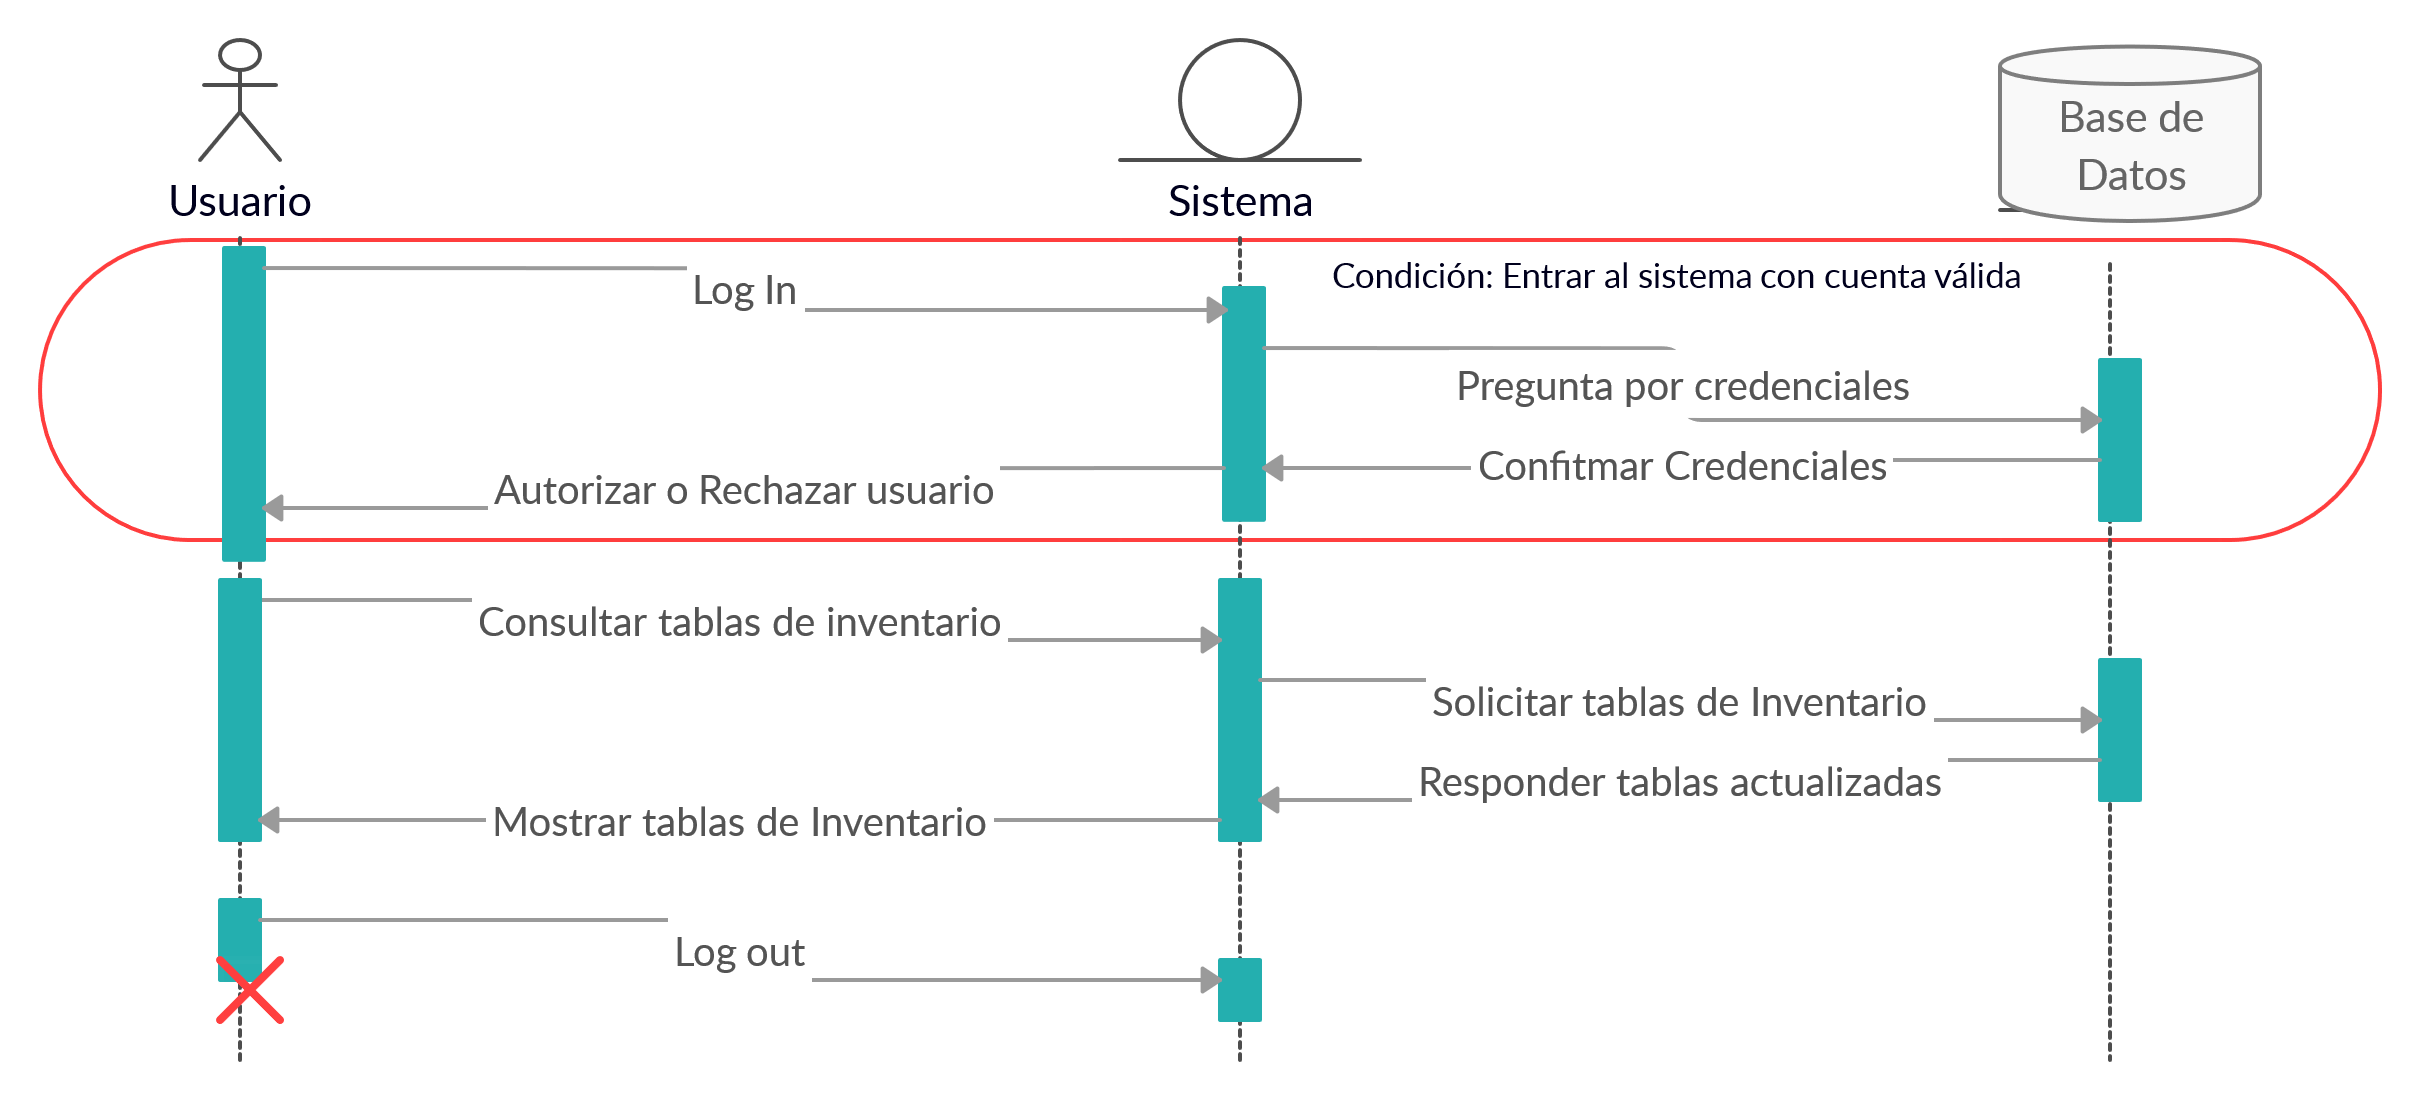 Base de
Datos
Usuario
Sistema
Condición: Entrar al sistema con cuenta válida
Log In
Pregunta por credenciales
Confitmar Credenciales
Autorizar o Rechazar usuario
Consultar tablas de inventario
Solicitar tablas de Inventario
Responder tablas actualizadas
Mostrar tablas de Inventario
Log out